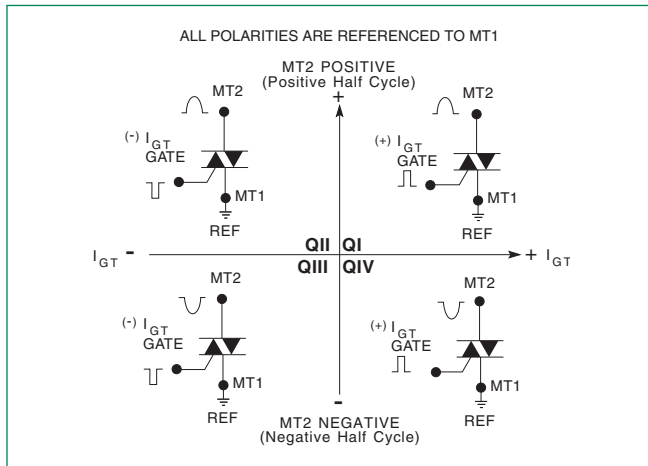 ALL POLARITIES ARE REFERENCED TO MT1
MT2 POSITIVE
(Positive Half Cycle)
+
MT2
(-) IGT
GATE
MT1
REF
MT2
(+) IGT
GATE
MT1
REF
IGT -
QII QI
QIII QIV
+ IGT
MT2
(-) IGT
GATE
MT1
REF
MT2
(+) IGT
GATE
MT1
REF
-
MT2 NEGATIVE
(Negative Half Cycle)